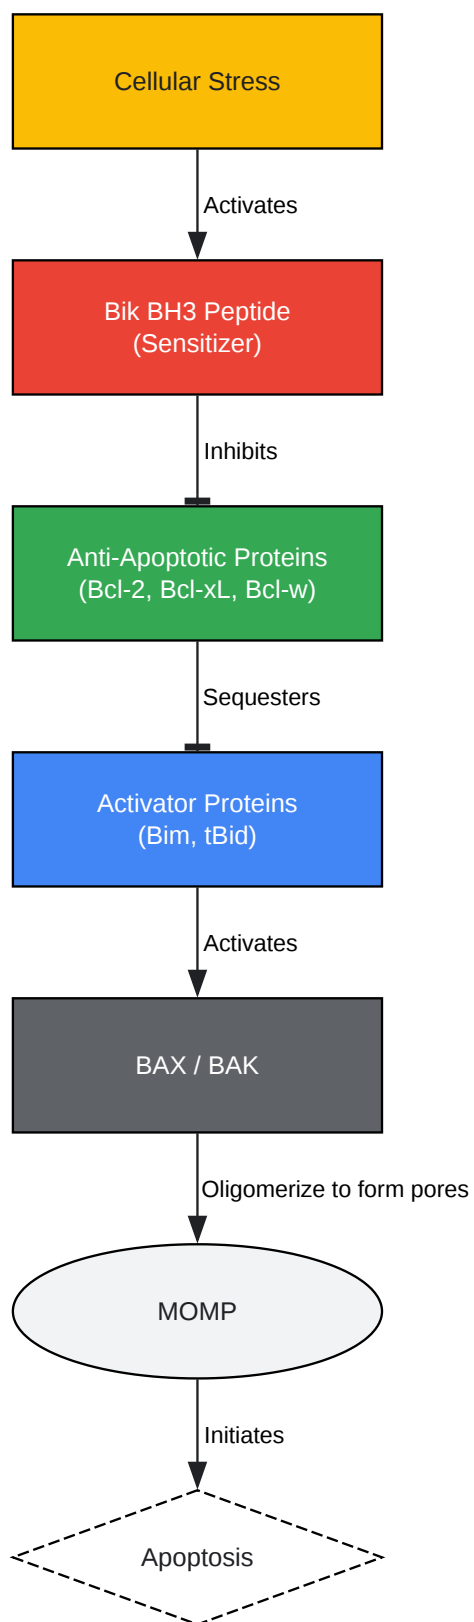 Cellular Stress
Activates
Bik BH3 Peptide
(Sensitizer)
Inhibits
Anti-Apoptotic Proteins
(Bcl-2, Bcl-xL, Bcl-w)
Sequesters
Activator Proteins
(Bim, tBid)
Activates
BAX / BAK
Oligomerize to form pores
MOMP
Initiates
Apoptosis